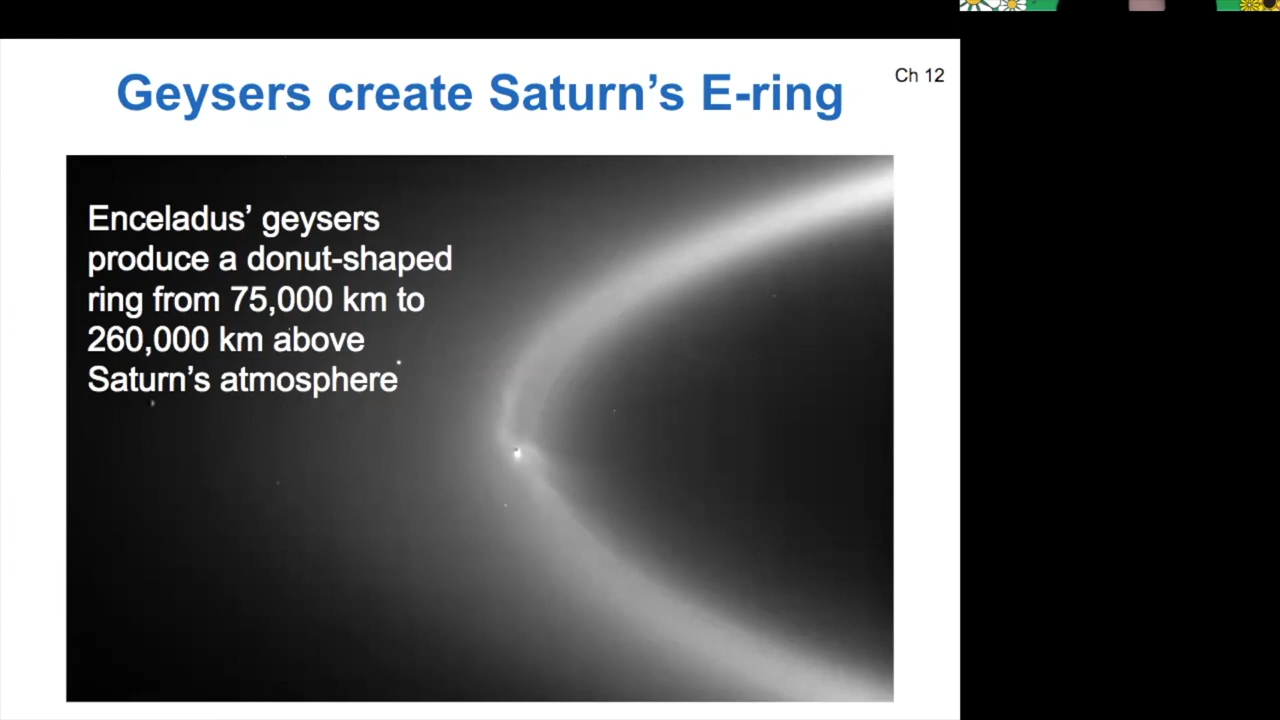 Geysers create Saturn’s E-ring
Ch 12
Enceladus’ geysers
produce a donut-shaped
ring from 75,000 km to
260,000 km above
Saturn’s atmosphere